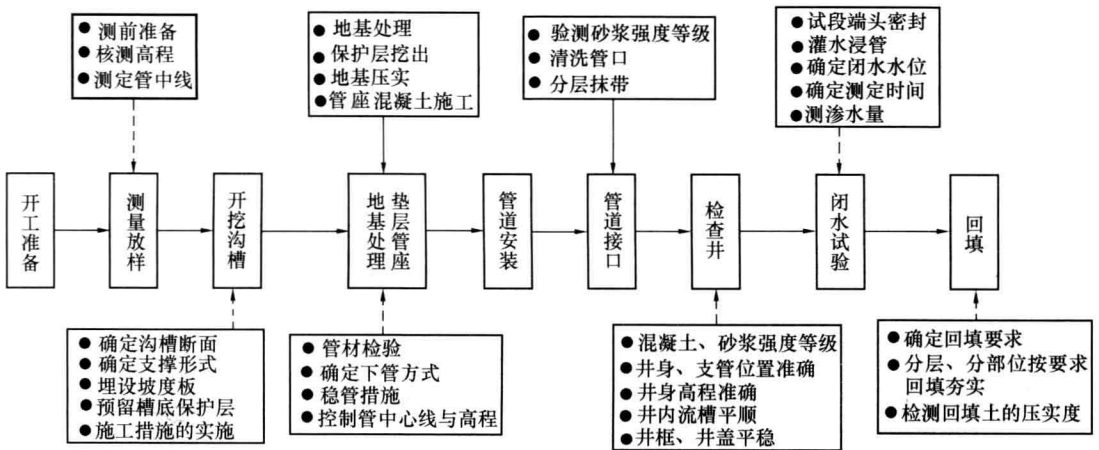 ● 测前准备
● 核测高程
● 测定管中线
● 地基处理
● 保护层挖出
● 地基压实
● 管座混凝土施工
● 验测砂浆强度等级
● 清洗管口
● 分层抹带
● 试段端头密封
● 灌水浸管
● 确定闭水水位
● 确定测定时间
● 测渗水量
开工准备
测量放样
开挖沟槽
地基处理
垫层管座
管道安装
管道接口
检查井
闭水试验
回填
● 确定沟槽断面
● 确定支撑形式
● 埋设坡度板
● 预留槽底保护层
● 施工措施的实施
● 管材检验
● 确定下管方式
● 稳管措施
● 控制管中心线与高程
● 混凝土、砂浆强度等级
● 井身、支管位置准确
● 井身高程准确
● 井内流槽平顺
● 井框、井盖平稳
● 确定回填要求
● 分层、分部位按要求
回填夯实
● 检测回填土的压实度